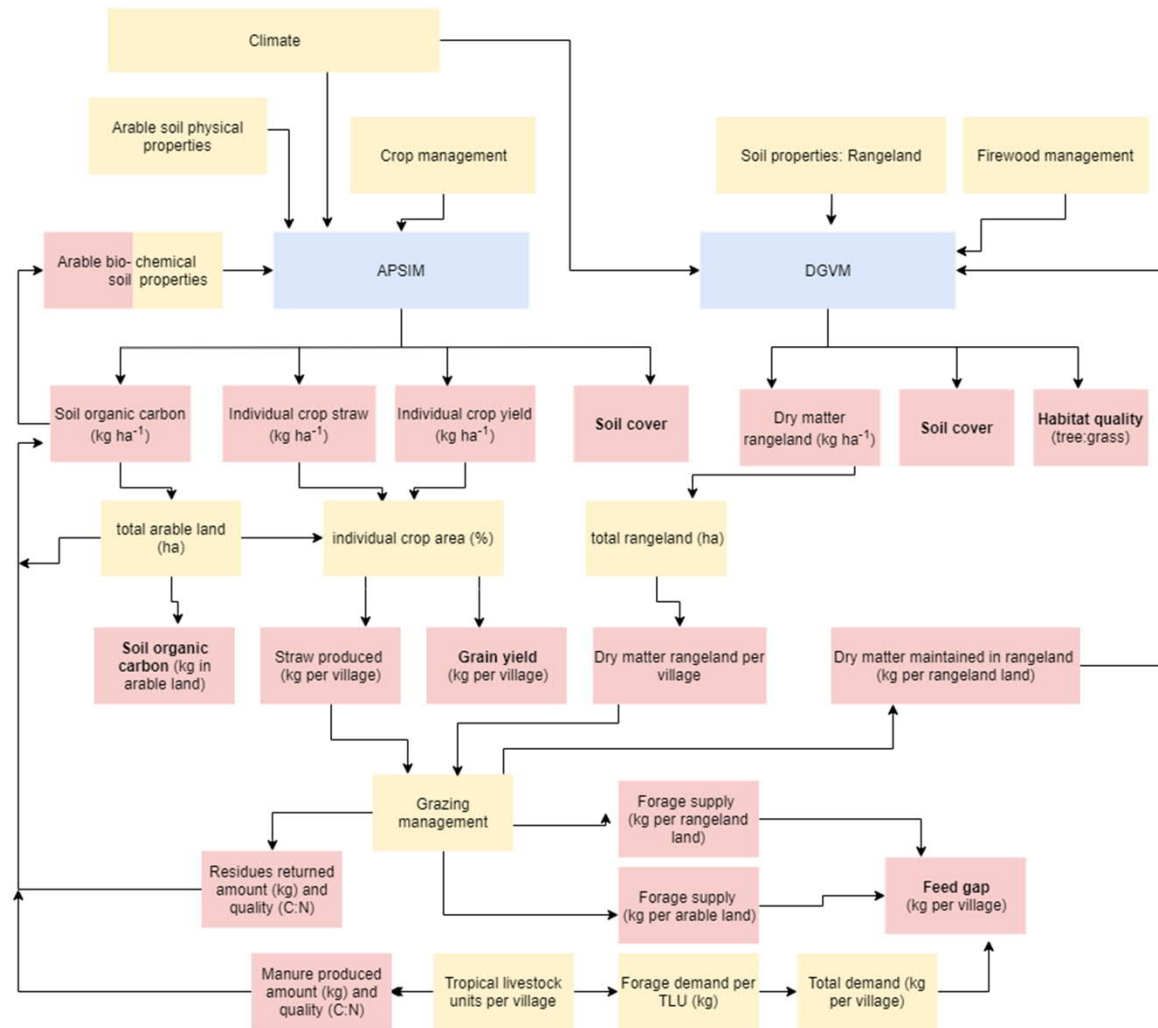 Climate
Arable soil physical
properties
Crop management
Soil properties: Rangeland
Firewood management
Arable bio- chemical
soil properties
APSIM
DGVM
Soil organic carbon
(kg ha-1)
Individual crop straw
(kg ha-1)
Individual crop yield
(kg ha-1)
Soil cover
Dry matter
rangeland (kg ha-1)
Soil cover
Habitat quality
(tree:grass)
total arable land
(ha)
individual crop area (%)
total rangeland (ha)
Soil organic
carbon (kg in
arable land)
Straw produced
(kg per village)
Grain yield
(kg per village)
Dry matter rangeland per
village
Dry matter maintained in rangeland
(kg per rangeland land)
Grazing
management
Forage supply
(kg per rangeland
land)
Residues returned
amount (kg) and
quality (C:N)
Forage supply
(kg per arable land)
Feed gap
(kg per village)
Manure produced
amount (kg) and
quality (C:N)
Tropical livestock
units per village
Forage demand per
TLU (kg)
Total demand (kg
per village)